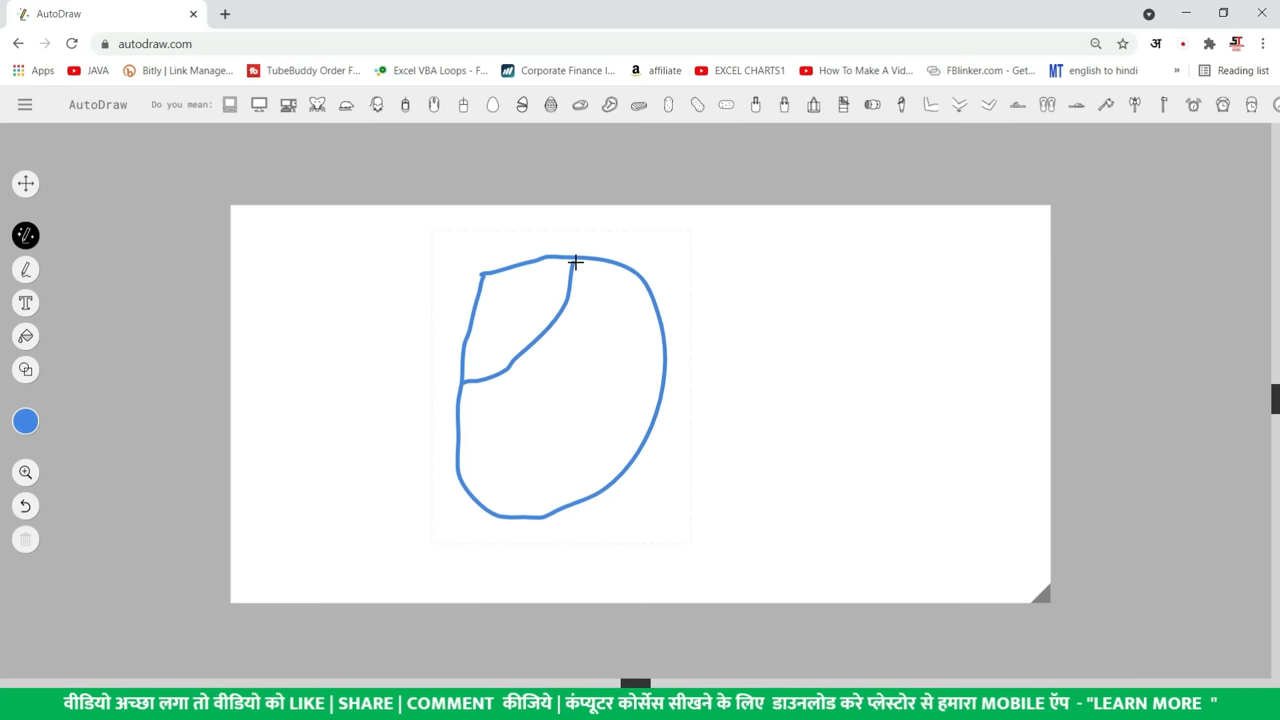 AutoDraw
autodraw.com
Apps JAVA Bitly | Link Manage... TubeBuddy Order F... Excel VBA Loops - F... Corporate Finance I... affiliate EXCEL CHARTS1 How To Make A Vid... FBlinker.com - Get... MT english to hindi » Reading list
AutoDraw Do you mean:
T
वीडियो अच्छा लगा तो वीडियो को LIKE | SHARE | COMMENT कीजिये | कंप्यूटर कोर्सेस सीखने के लिए डाउनलोड करे प्लेस्टोर से हमारा MOBILE ऍप - "LEARN MORE "